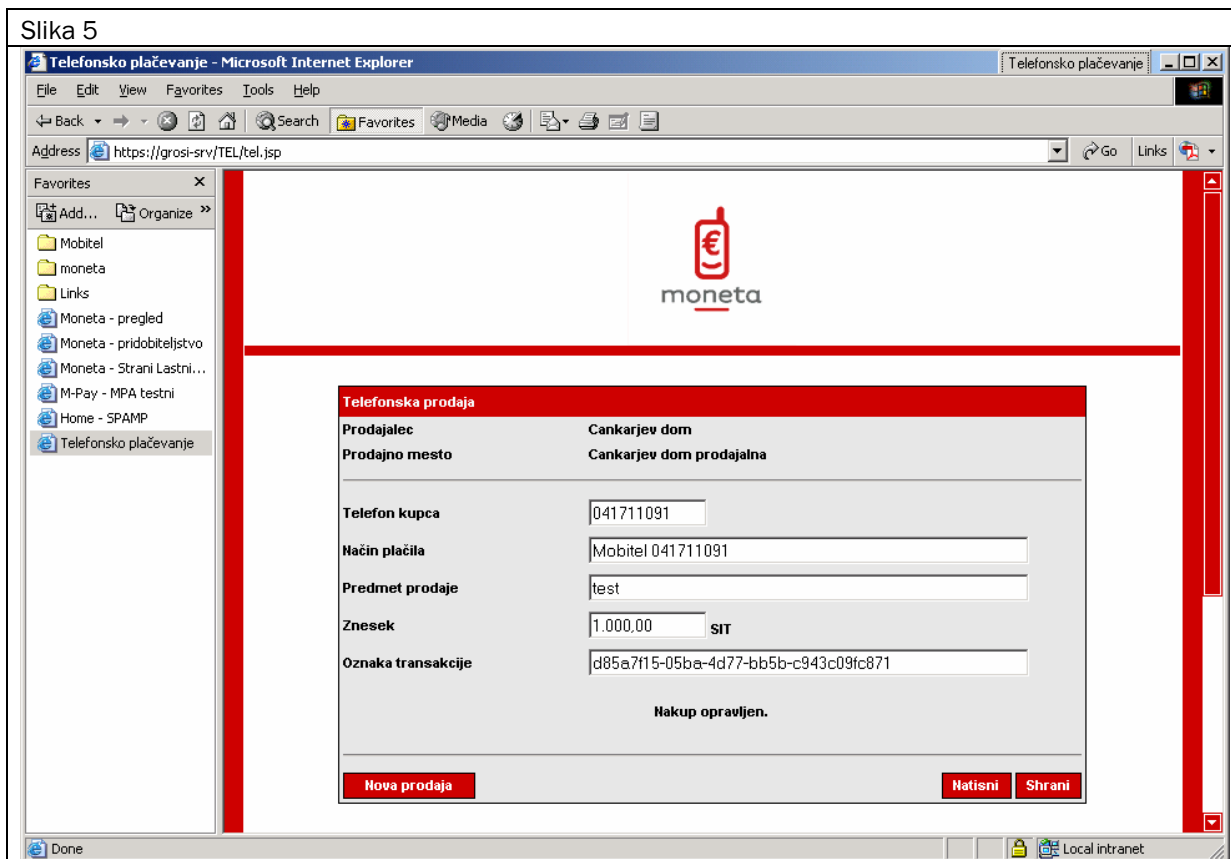 Slika 5
Telefonsko plačevanje - Microsoft Internet Explorer
Telefonsko plačevanje
File Edit View Favorites Tools Help
Back Search Favorites Media
Address https://grosi-srv/TEL/tel.jsp Go Links
Favorites x
Add... Organize »
Mobitel
moneta
Links
Moneta - pregled
Moneta - pridobiteljstvo
Moneta - Strani Lastni...
M-Pay - MPA testni
Home - SPAMP
Telefonsko plačevanje
€
moneta
Telefonska prodaja
Prodajalec Cankarjev dom
Prodajno mesto Cankarjev dom prodajalna
Telefon kupca 041711091
Način plačila Mobitel 041711091
Predmet prodaje test
Znesek 1.000,00 SIT
Oznaka transakcije d85a7f15-05ba-4d77-bb5b-c943c09fc871
Nakup opravljen.
Nova prodaja Natisni Shrani
Done Local intranet